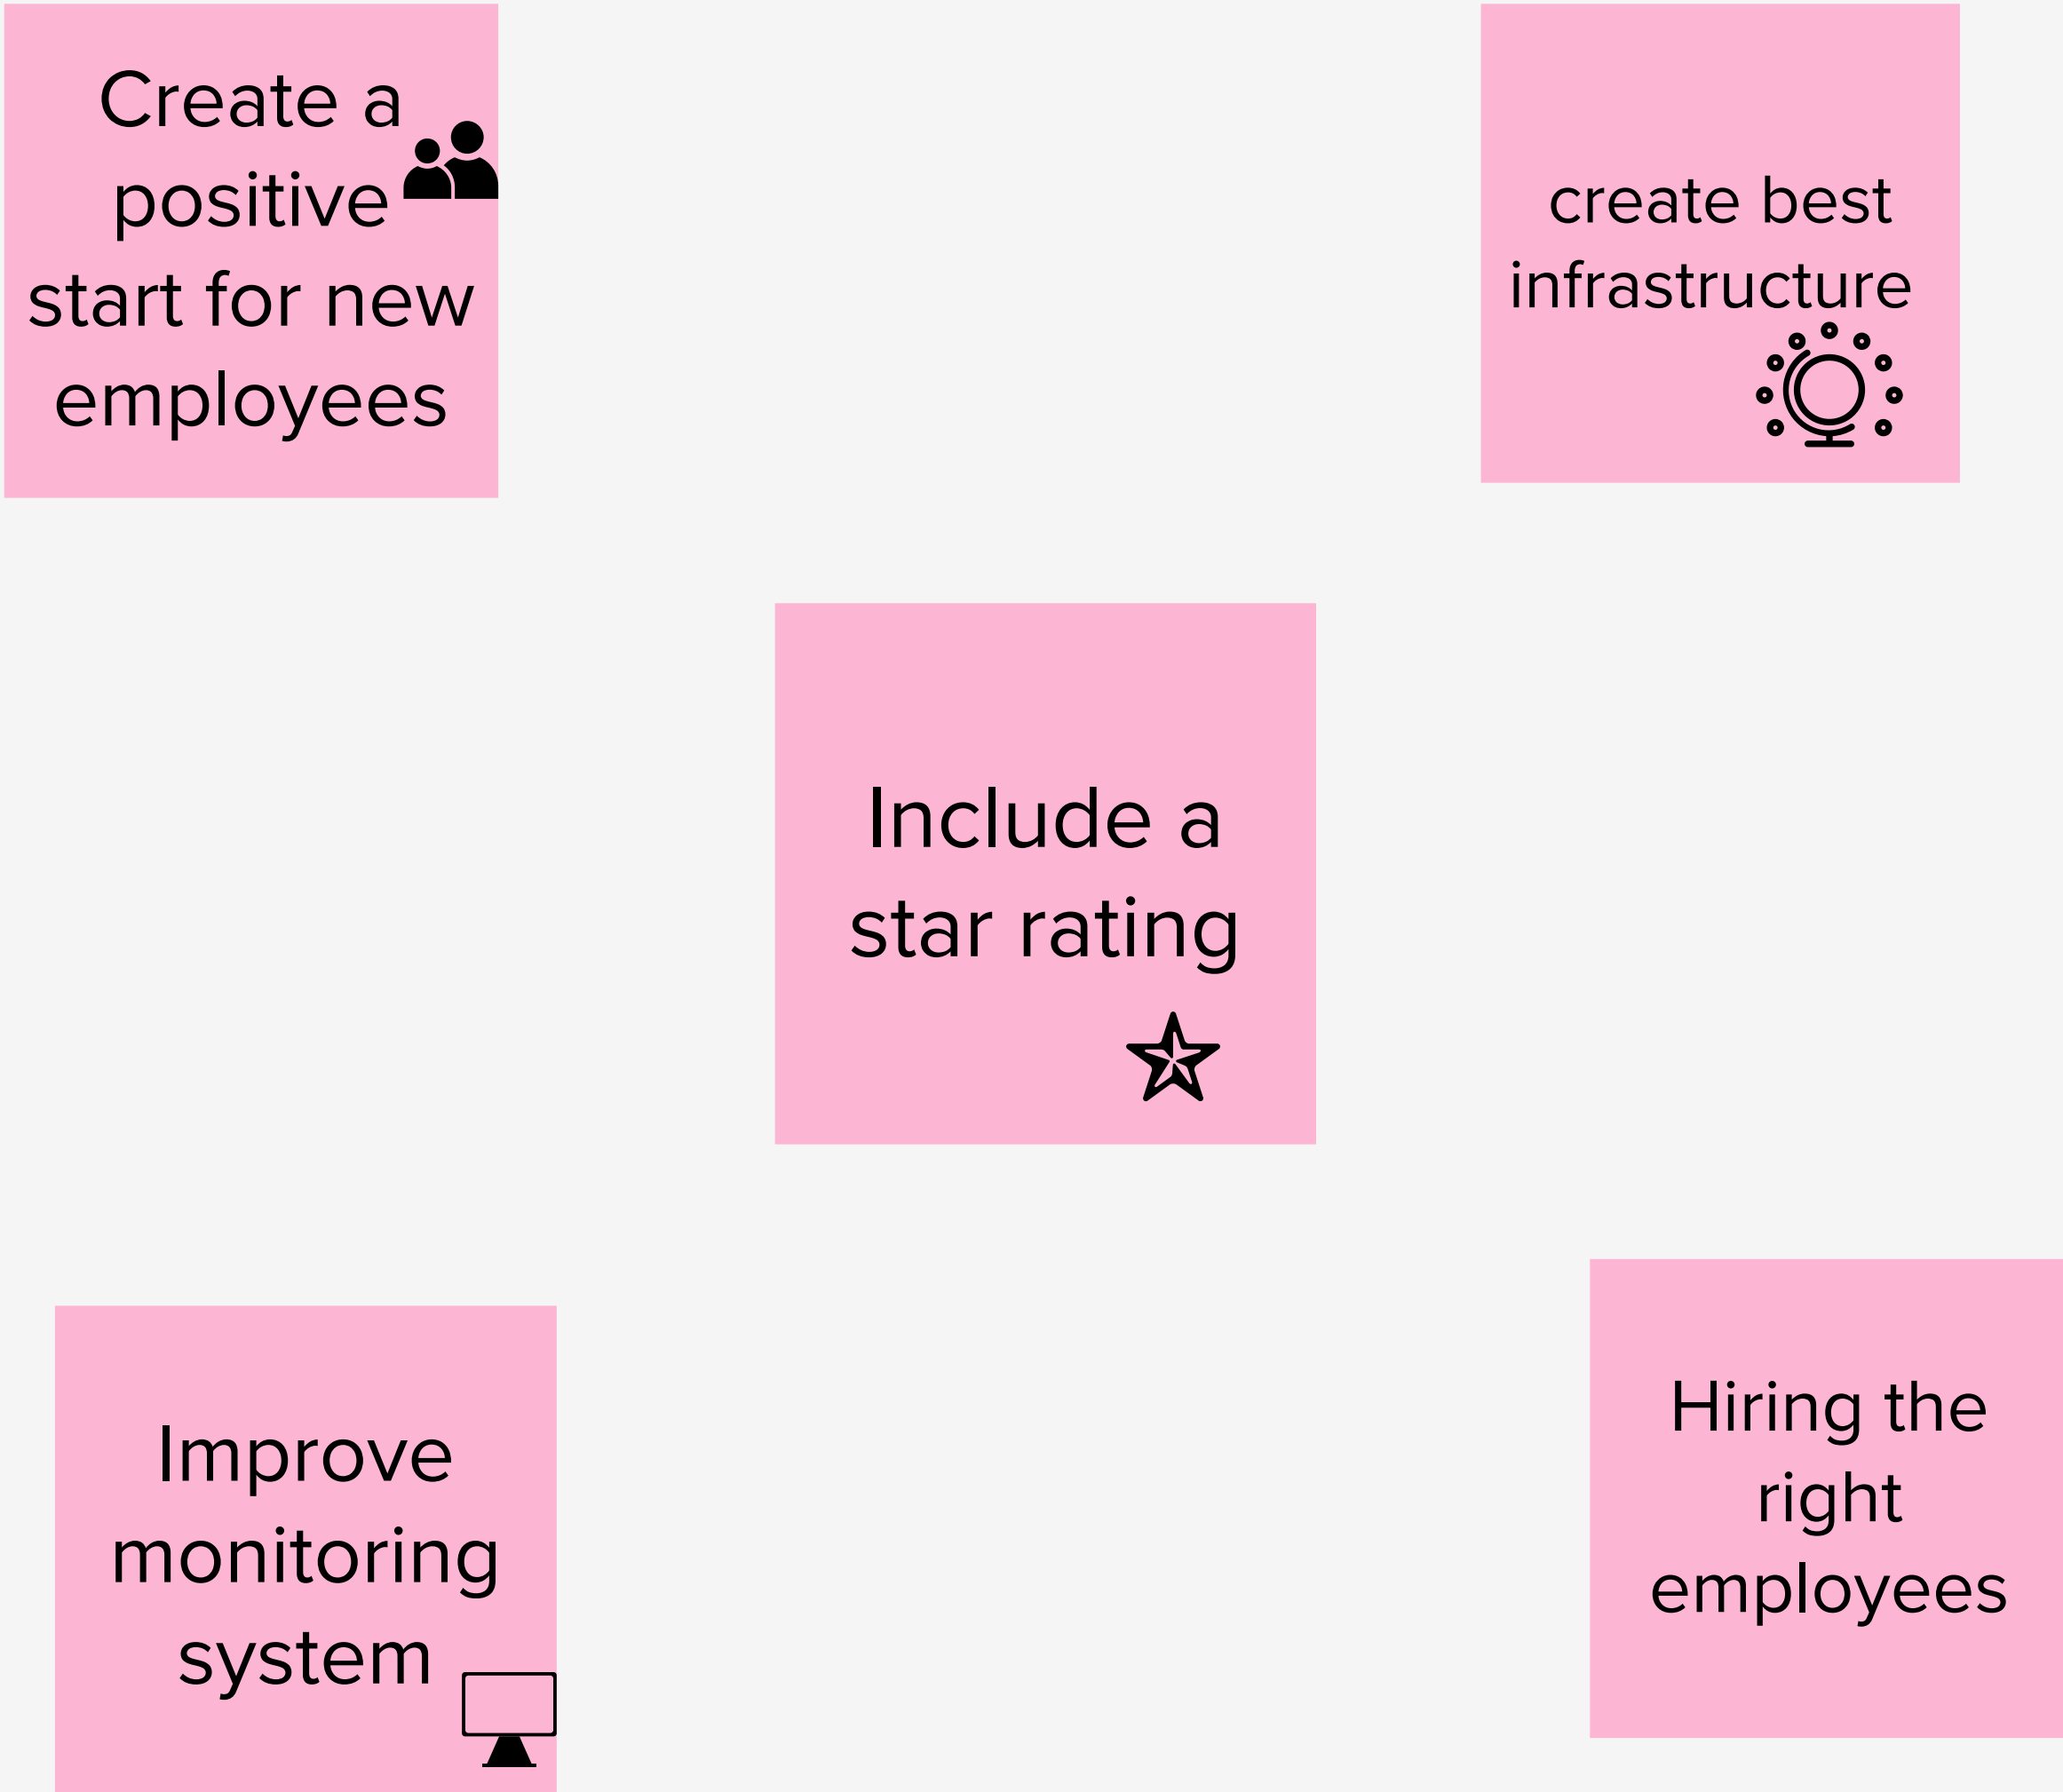 Create a
positive
start for new
employees
create best
infrastructure
Include a
star rating
Improve
monitoring
system
Hiring the
right
employees